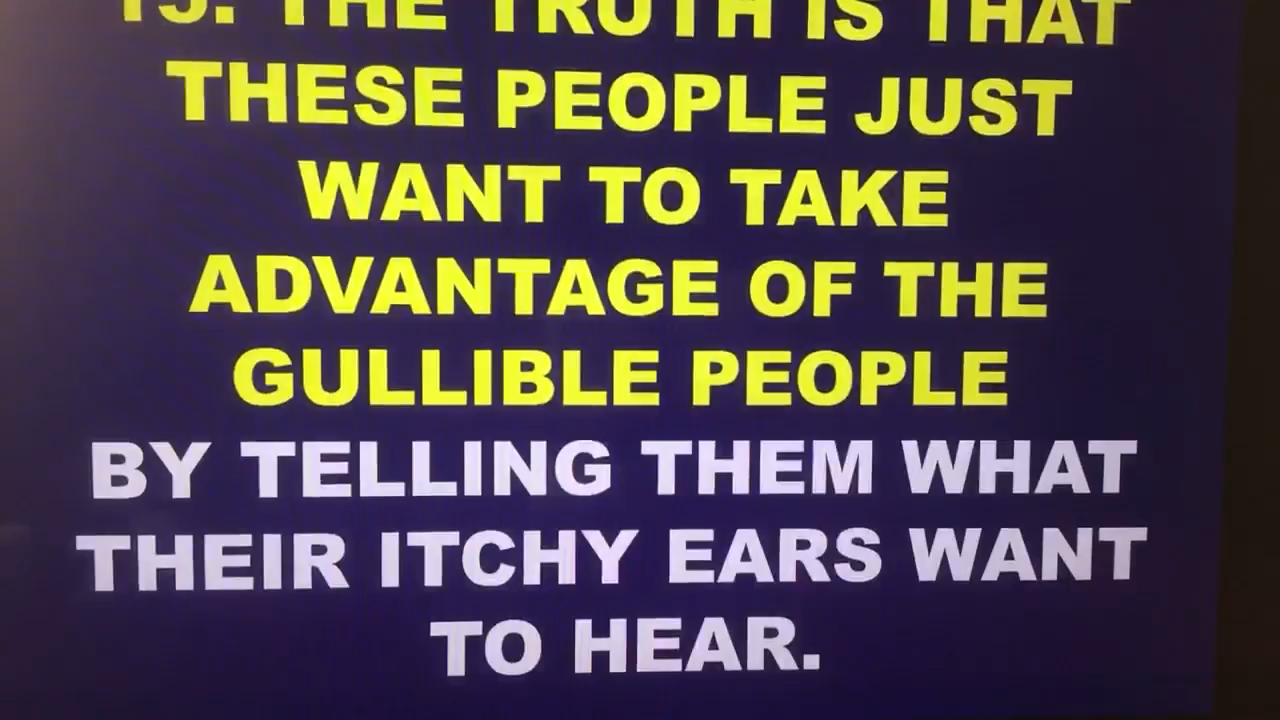 THE TRUTH IS THAT
THESE PEOPLE JUST
WANT TO TAKE
ADVANTAGE OF THE
GULLIBLE PEOPLE
BY TELLING THEM WHAT
THEIR ITCHY EARS WANT
TO HEAR.